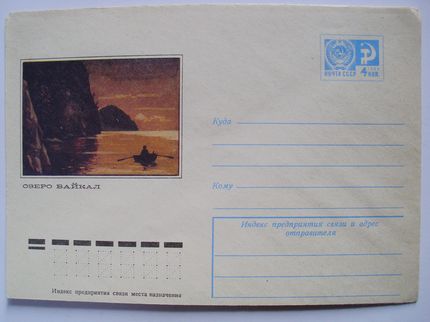 ПОЧТА СССР 4 КОП
Куда
ОЗЕРО БАЙКАЛ
Кому
Индекс предприятия связи и адрес
отправителя
Индекс предприятия связи места назначения